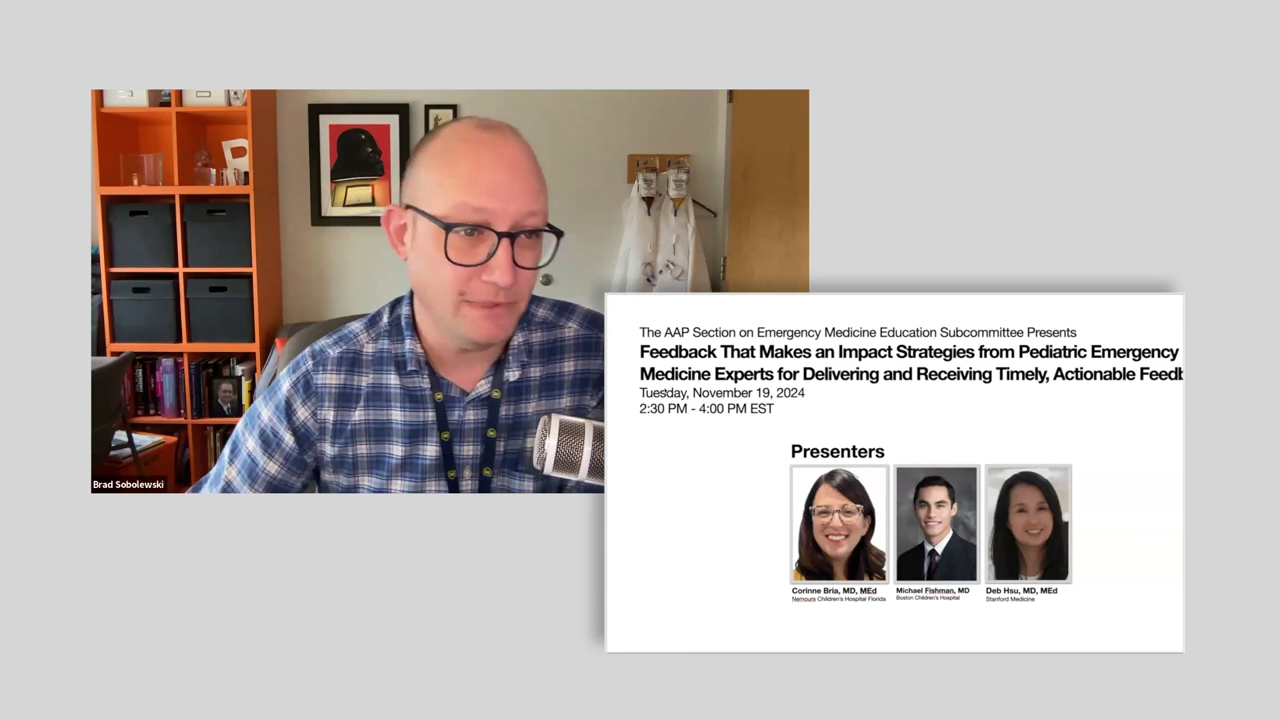 Brad Sobolewski
The AAP Section on Emergency Medicine Education Subcommittee Presents
Feedback That Makes an Impact Strategies from Pediatric Emergency
Medicine Experts for Delivering and Receiving Timely, Actionable Feedb
Tuesday, November 19, 2024
2:30 PM - 4:00 PM EST
Presenters
Corinne Bria, MD, MEd
Nemours Children's Hospital Florida
Michael Fishman, MD
Boston Children's Hospital
Deb Hsu, MD, MEd
Stanford Medicine